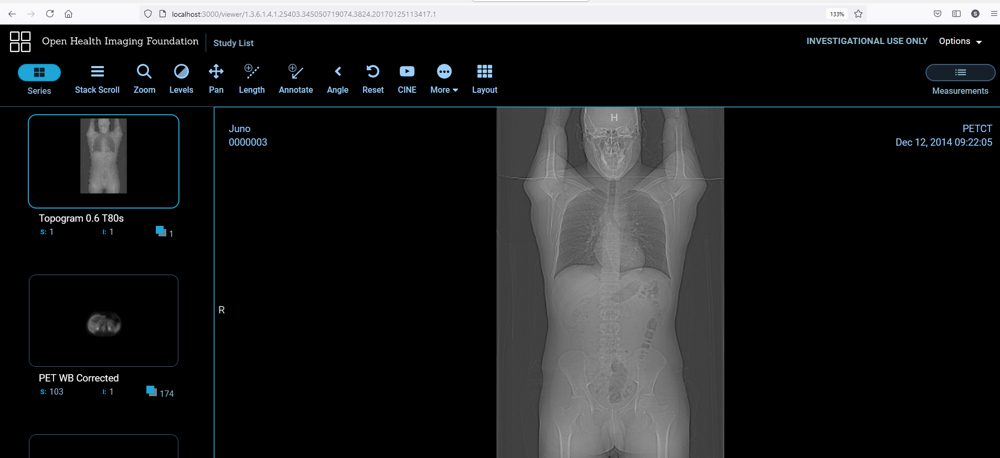 localhost:3000/viewer/1.3.6.1.4.1.25403.345050719074.3824.20170125113417.1
133%
S
Open Health Imaging Foundation
Study List
INVESTIGATIONAL USE ONLY
Options
Series
Stack Scroll
Zoom
Levels
Pan
Length
Annotate
Angle
Reset
CINE
More
Layout
Measurements
Topogram 0.6 T80s
S: 1 I: 1 1
PET WB Corrected
S: 103 I: 1 174
Juno
0000003
H
PETCT
Dec 12, 2014 09:22:05
R